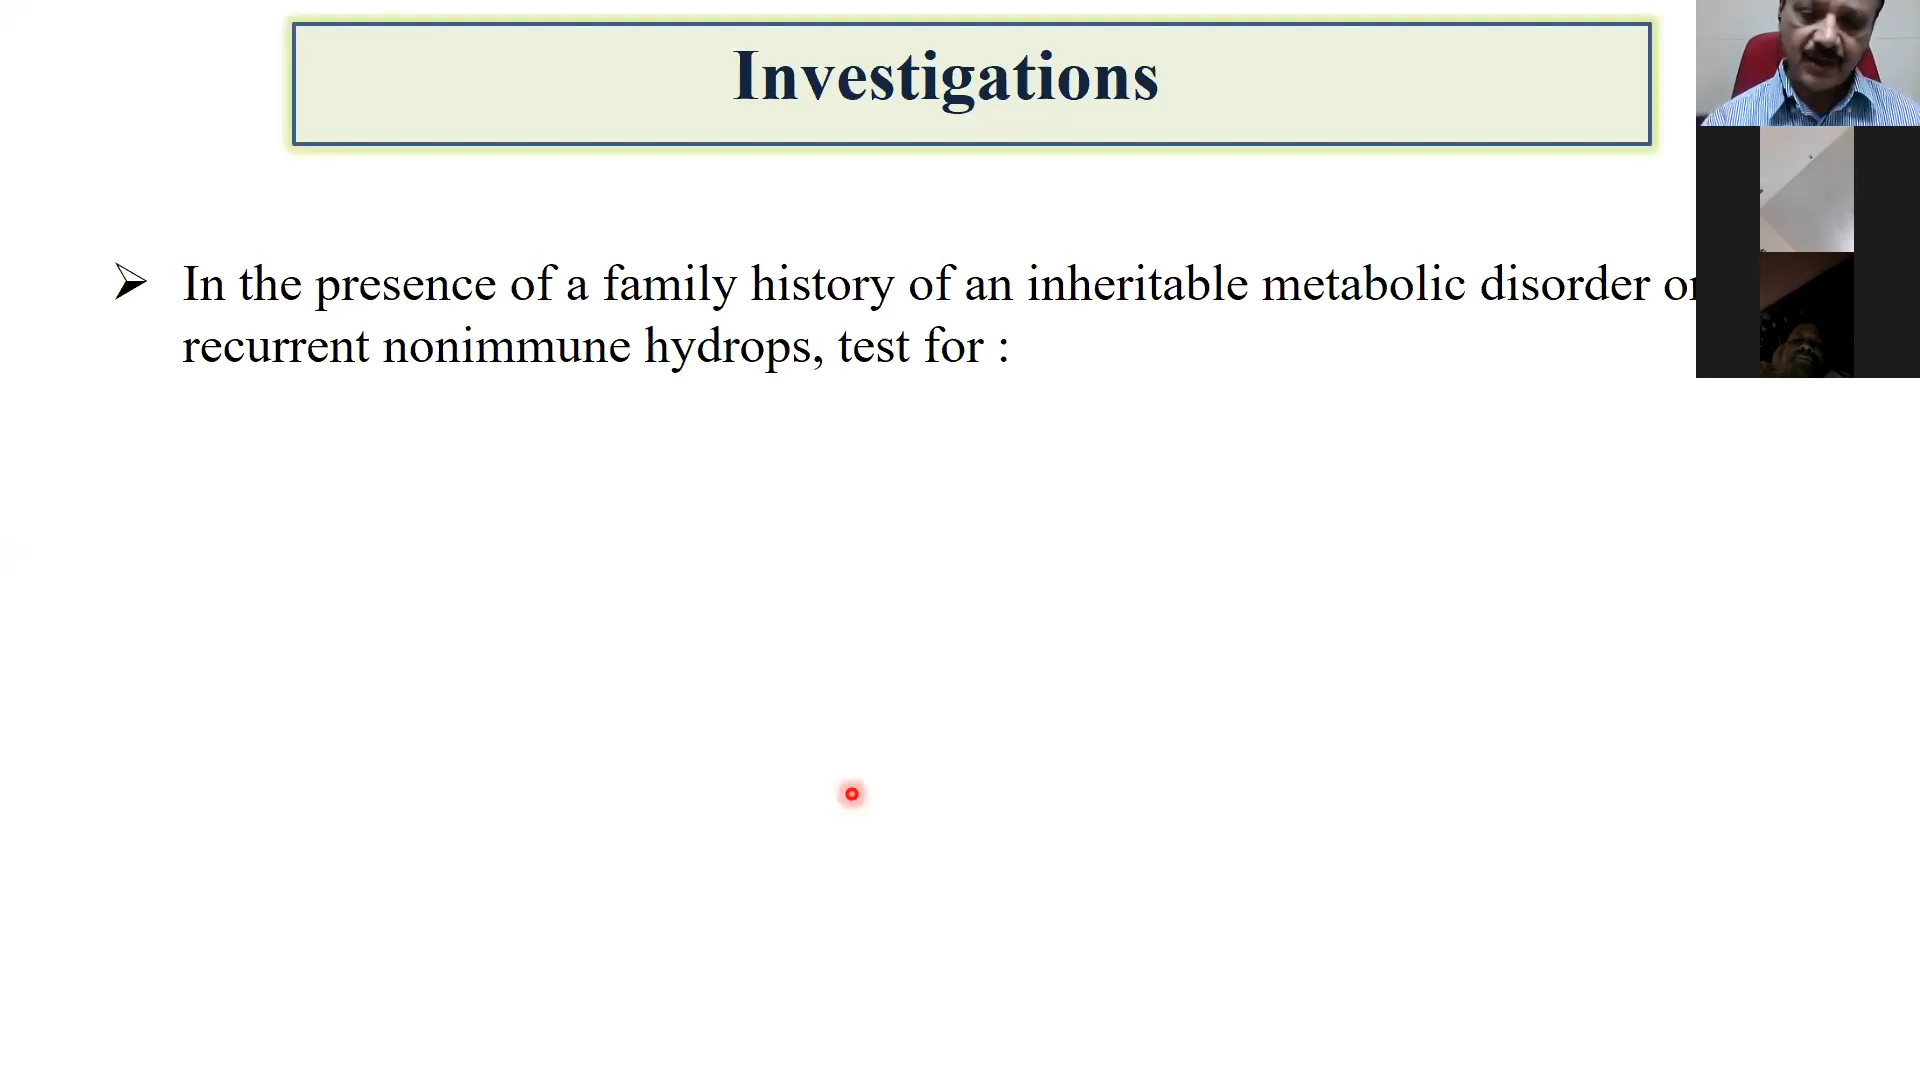 Investigations
In the presence of a family history of an inheritable metabolic disorder or
recurrent nonimmune hydrops, test for :